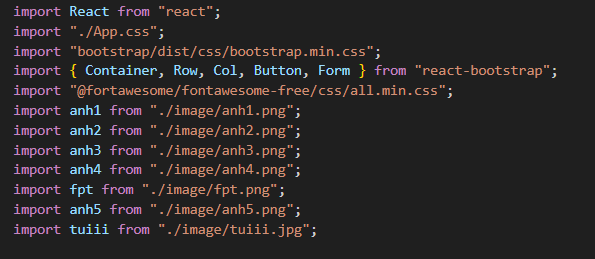 import React from "react";
import "./App.css";
import "bootstrap/dist/css/bootstrap.min.css";
import { Container, Row, Col, Button, Form } from "react-bootstrap";
import "@fortawesome/fontawesome-free/css/all.min.css";
import anh1 from "./image/anh1.png";
import anh2 from "./image/anh2.png";
import anh3 from "./image/anh3.png";
import anh4 from "./image/anh4.png";
import fpt from "./image/fpt.png";
import anh5 from "./image/anh5.png";
import tuiii from "./image/tuiii.jpg";